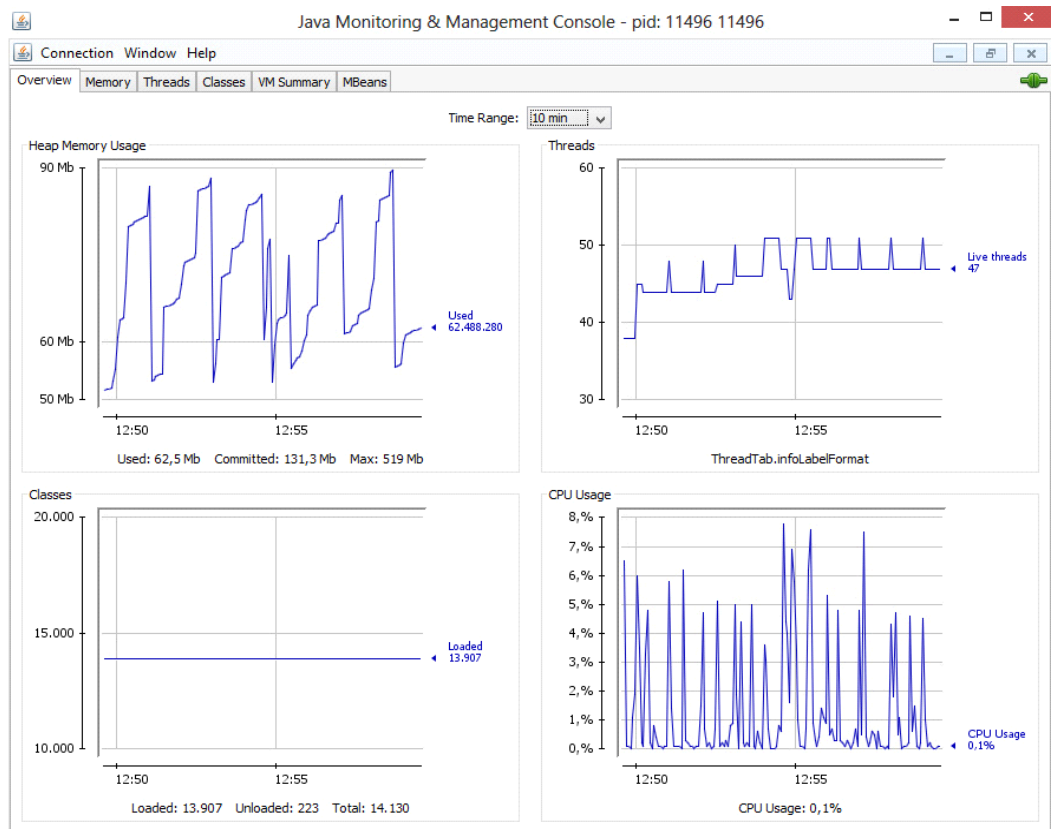 Java Monitoring & Management Console - pid: 11496 11496
Connection Window Help
Overview Memory Threads Classes VM Summary MBeans
Time Range: 10 min
Heap Memory Usage
90 Mb
60 Mb
50 Mb
12:50 12:55
Used
62.488.280
Used: 62,5 Mb Committed: 131,3 Mb Max: 519 Mb
Threads
60
50
40
30
12:50 12:55
Live threads
47
ThreadTab.infoLabelFormat
Classes
20.000
15.000
10.000
12:50 12:55
Loaded
13.907
Loaded: 13.907 Unloaded: 223 Total: 14.130
CPU Usage
8,%
7,%
6,%
5,%
4,%
3,%
2,%
1,%
0,%
12:50 12:55
CPU Usage
0,1%
CPU Usage: 0,1%